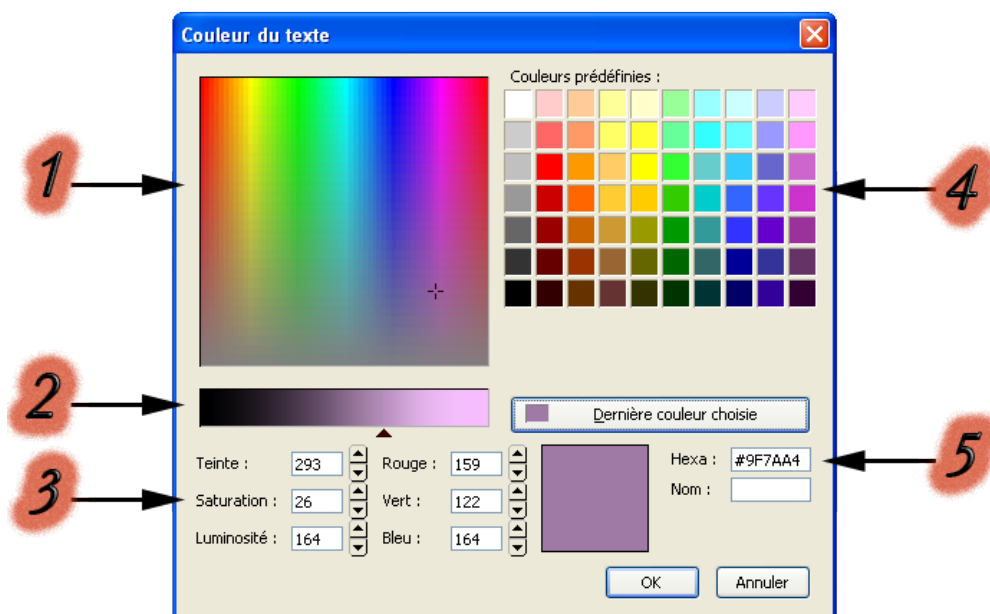 Couleur du texte
Couleurs prédéfinies :
1
4
2
Dernière couleur choisie
3
5
Teinte : 293 Rouge : 159 Hexa : #9F7AA4
Saturation : 26 Vert : 122 Nom :
Luminosité : 164 Bleu : 164
OK Annuler